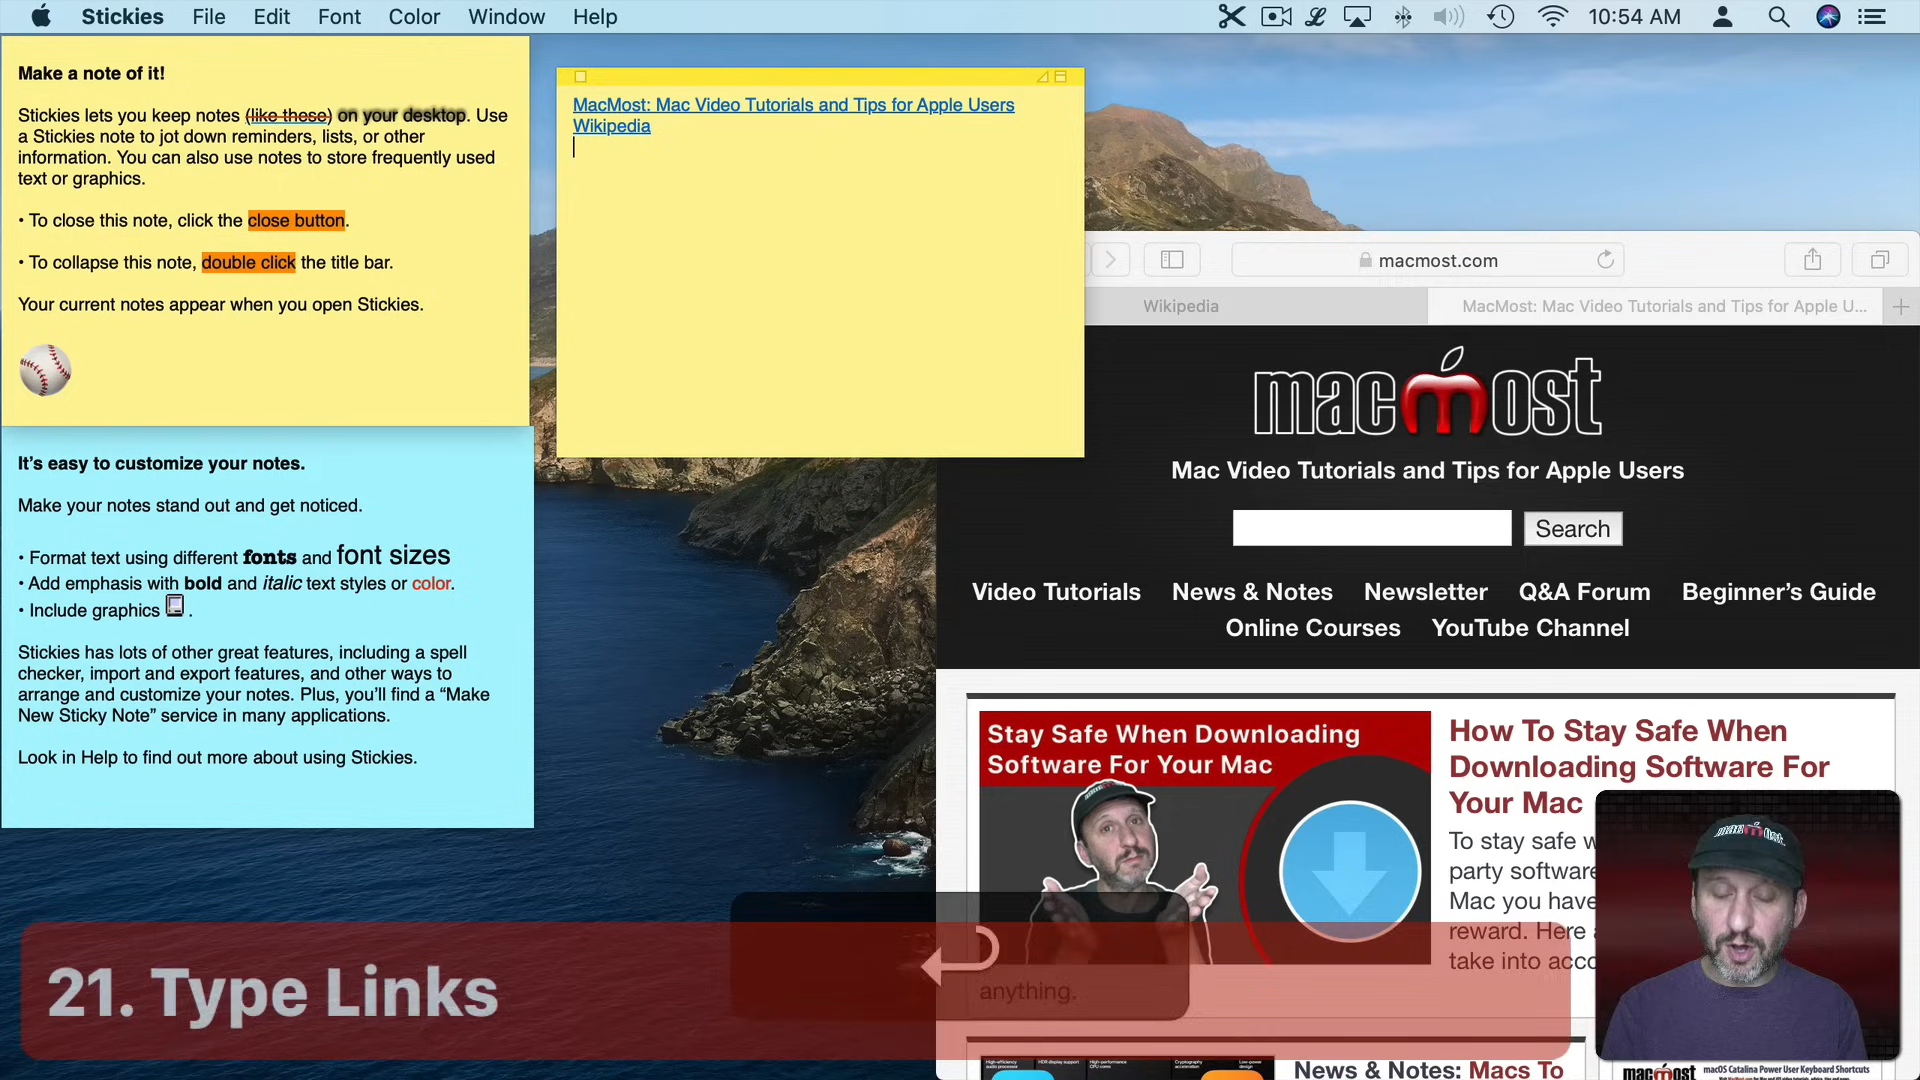 Stickies File Edit Font Color Window Help 10:54 AM
Make a note of it!
Stickies lets you keep notes (like these) on your desktop. Use
a Stickies note to jot down reminders, lists, or other
information. You can also use notes to store frequently used
text or graphics.
• To close this note, click the close button.
• To collapse this note, double click the title bar.
Your current notes appear when you open Stickies.
It's easy to customize your notes.
Make your notes stand out and get noticed.
• Format text using different fonts and font sizes
• Add emphasis with bold and italic text styles or color.
• Include graphics .
Stickies has lots of other great features, including a spell
checker, import and export features, and other ways to
arrange and customize your notes. Plus, you'll find a “Make
New Sticky Note” service in many applications.
Look in Help to find out more about using Stickies.
MacMost: Mac Video Tutorials and Tips for Apple Users
Wikipedia
macmost.com
Wikipedia
MacMost: Mac Video Tutorials and Tips for Apple U...
macmost
Mac Video Tutorials and Tips for Apple Users
Search
Video Tutorials News & Notes Newsletter Q&A Forum Beginner's Guide
Online Courses YouTube Channel
Stay Safe When Downloading
Software For Your Mac
How To Stay Safe When
Downloading Software For
Your Mac
To stay safe w
party software
Mac you have
reward. Here a
take into acco
anything.
21. Type Links
macmost
News & Notes: Macs To
macmost
macOS Catalina Power User Keyboard Shortcuts